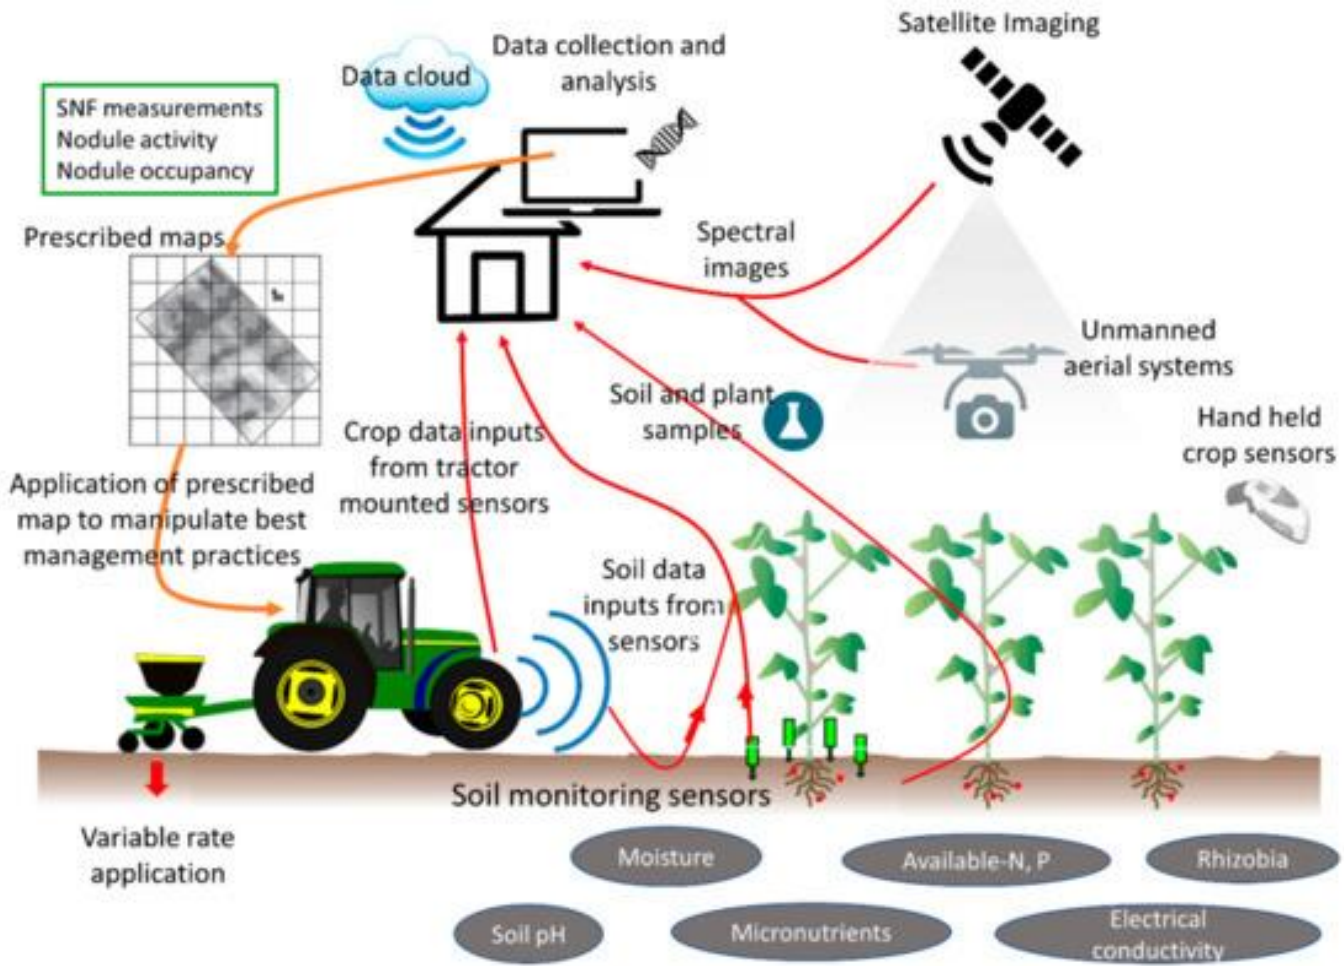 Satellite Imaging
Data collection and
analysis
Data cloud
SNF measurements
Nodule activity
Nodule occupancy
Prescribed maps
Spectral
images
Unmanned
aerial systems
Soil and plant
samples
Hand held
crop sensors
Crop data inputs
from tractor
mounted sensors
Application of prescribed
map to manipulate best
management practices
Soil data
inputs from
sensors
Soil monitoring sensors
Variable rate
application
Moisture
Available-N, P
Rhizobia
Soil pH
Micronutrients
Electrical
conductivity